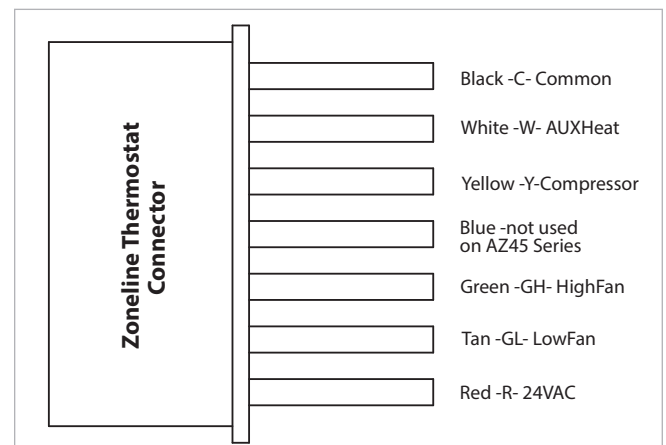 Zoneline Thermostat
Connector
Black -C- Common
White -W- AUXHeat
Yellow -Y-Compressor
Blue -not used
on AZ45 Series
Green -GH- HighFan
Tan -GL- LowFan
Red -R- 24VAC